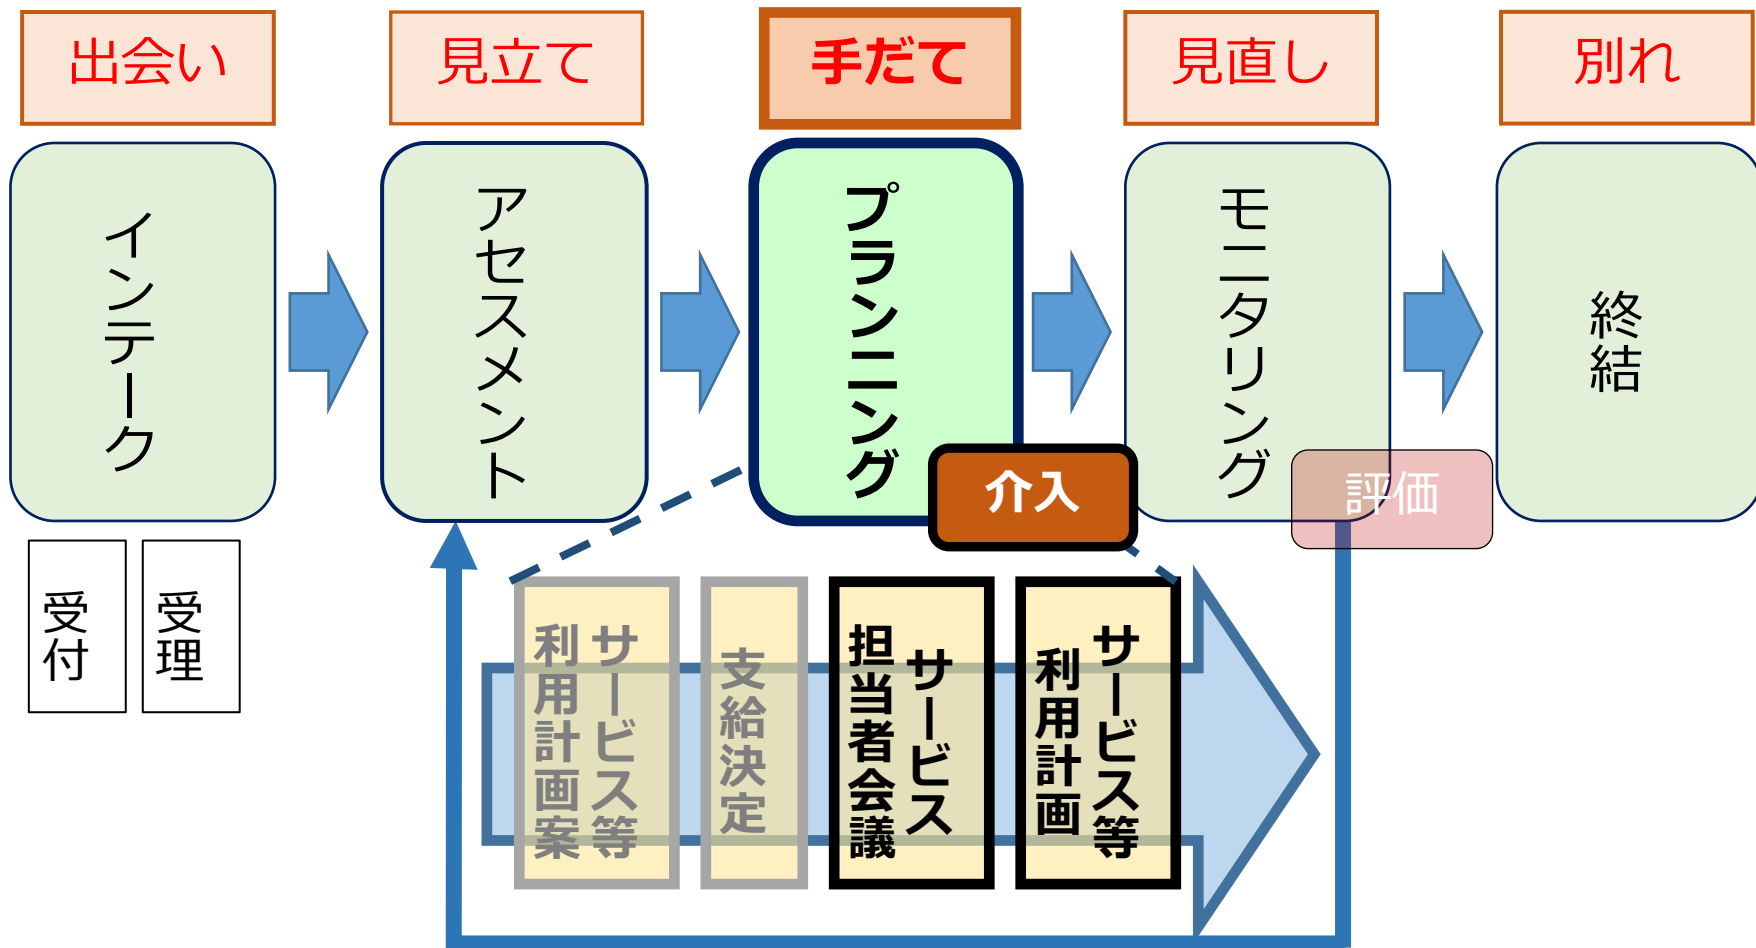 出会い
見立て
手だて
見直し
別れ
インテーク
アセスメント
プランニング
モニタリング
終結
介入
評価
受付
受理
サービス等
利用計画案
支給決定
サービス
担当者会議
サービス等
利用計画